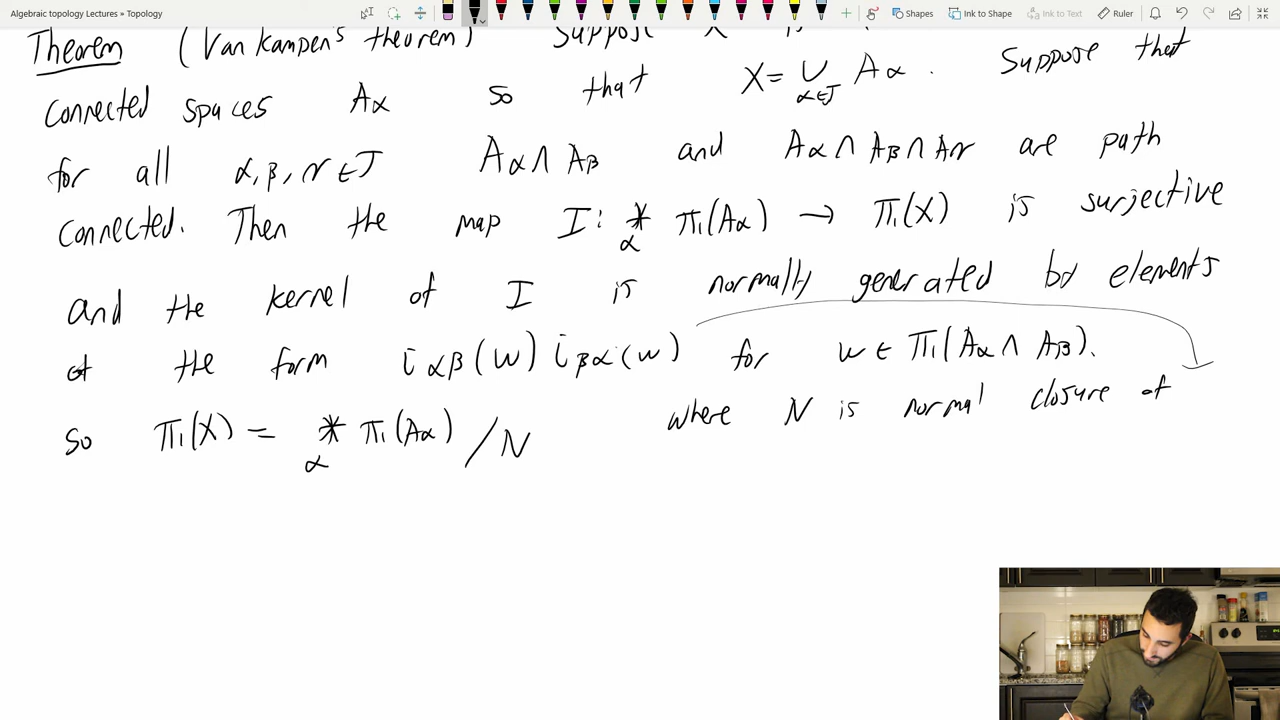 Algebraic topology Lectures » Topology
Shapes Ink to Shape Ink to Text Ruler
Theorem (Van Kampen's theorem) Suppose X is
connected spaces Aα so that X = ∪ α∈J Aα. Suppose that
for all α, β, γ ∈ J Aα ∩ Aβ and Aα ∩ Aβ ∩ Aγ are path
connected. Then the map I: * α π1(Aα) → π1(X) is surjective
and the kernel of I is normally generated by elements
of the form iαβ(w) iβα(w) for w ∈ π1(Aα ∩ Aβ).
So π1(X) = * α π1(Aα) / N where N is normal closure of